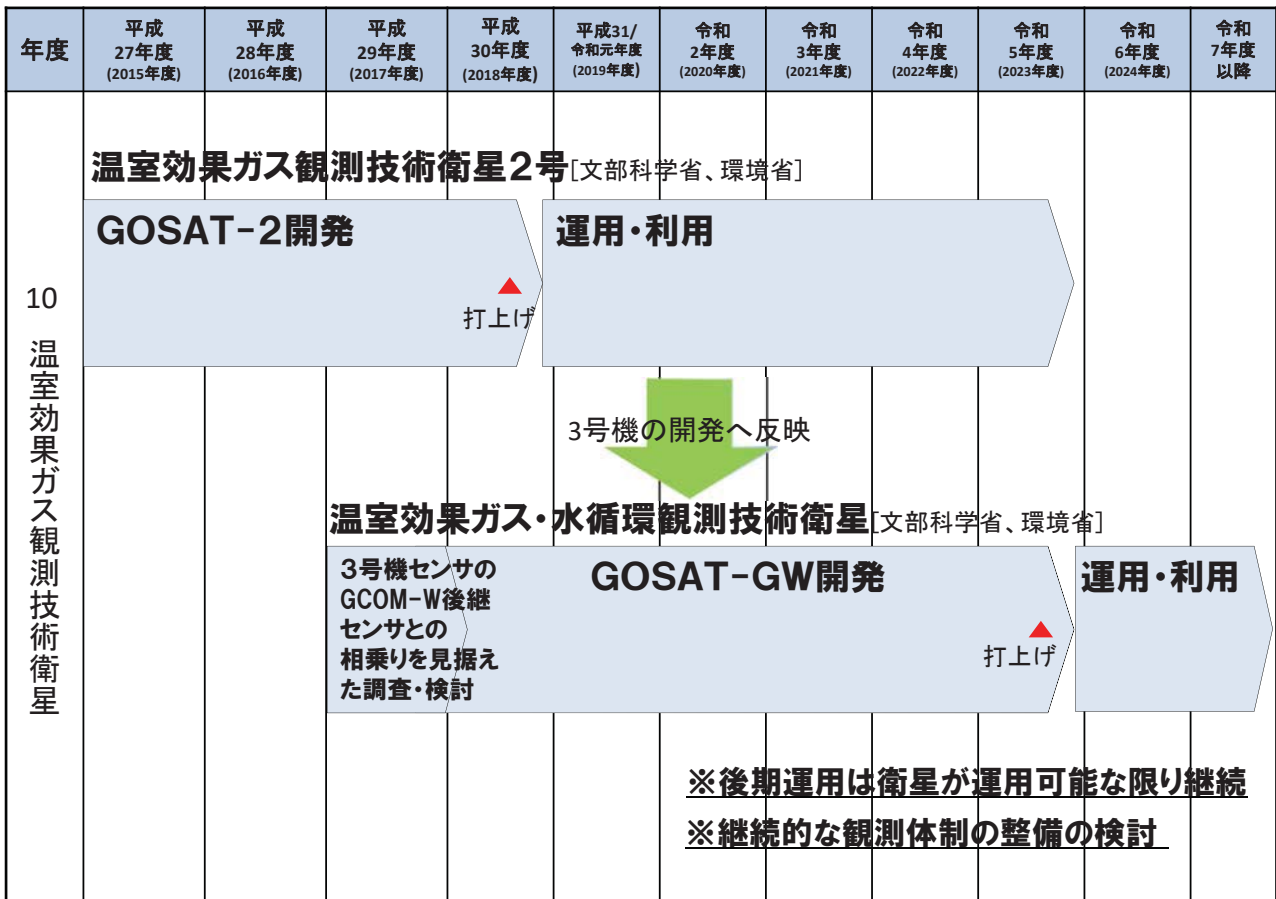 年度
平成
27年度
(2015年度)
平成
28年度
(2016年度)
平成
29年度
(2017年度)
平成
30年度
(2018年度)
平成31/
令和元年度
(2019年度)
令和
2年度
(2020年度)
令和
3年度
(2021年度)
令和
4年度
(2022年度)
令和
5年度
(2023年度)
令和
6年度
(2024年度)
令和
7年度
以降
10 温室効果ガス観測技術衛星
温室効果ガス観測技術衛星2号[文部科学省、環境省]
GOSAT-2開発
打上げ
運用・利用
3号機の開発へ反映
温室効果ガス・水循環観測技術衛星[文部科学省、環境省]
3号機センサの
GCOM-W後継
センサとの
相乗りを見据え
た調査・検討
GOSAT-GW開発
打上げ
運用・利用
※後期運用は衛星が運用可能な限り継続
※継続的な観測体制の整備の検討